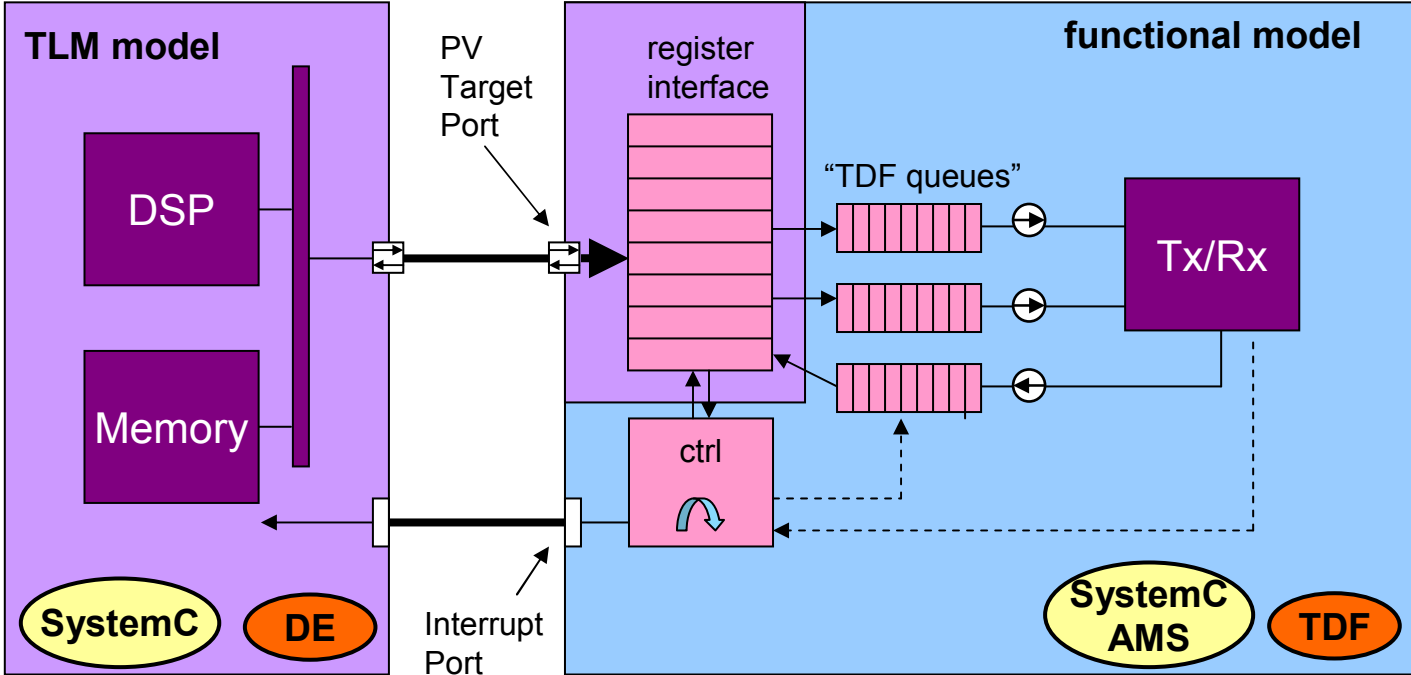 TLM model
DSP
Memory
SystemC
DE
PV
Target
Port
Interrupt
Port
register
interface
ctrl
functional model
“TDF queues”
Tx/Rx
SystemC
AMS
TDF